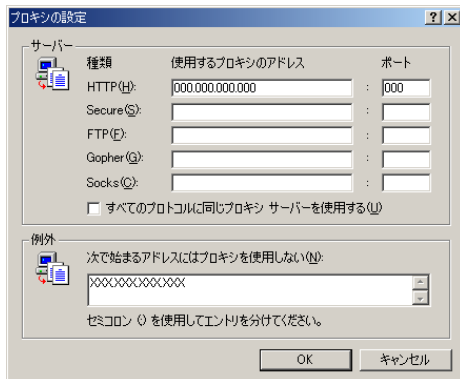 プロキシの設定
サーバー
種類 使用するプロキシのアドレス ポート
HTTP(H): 000.000.000.000 : 000
Secure(S): :
FTP(F): :
Gopher(G): :
Socks(C): :
すべてのプロトコルに同じプロキシ サーバーを使用する(U)
例外
次で始まるアドレスにはプロキシを使用しない(N):
XXXXXXXXXXXXX
セミコロン (;) を使用してエントリを分けてください。
OK キャンセル